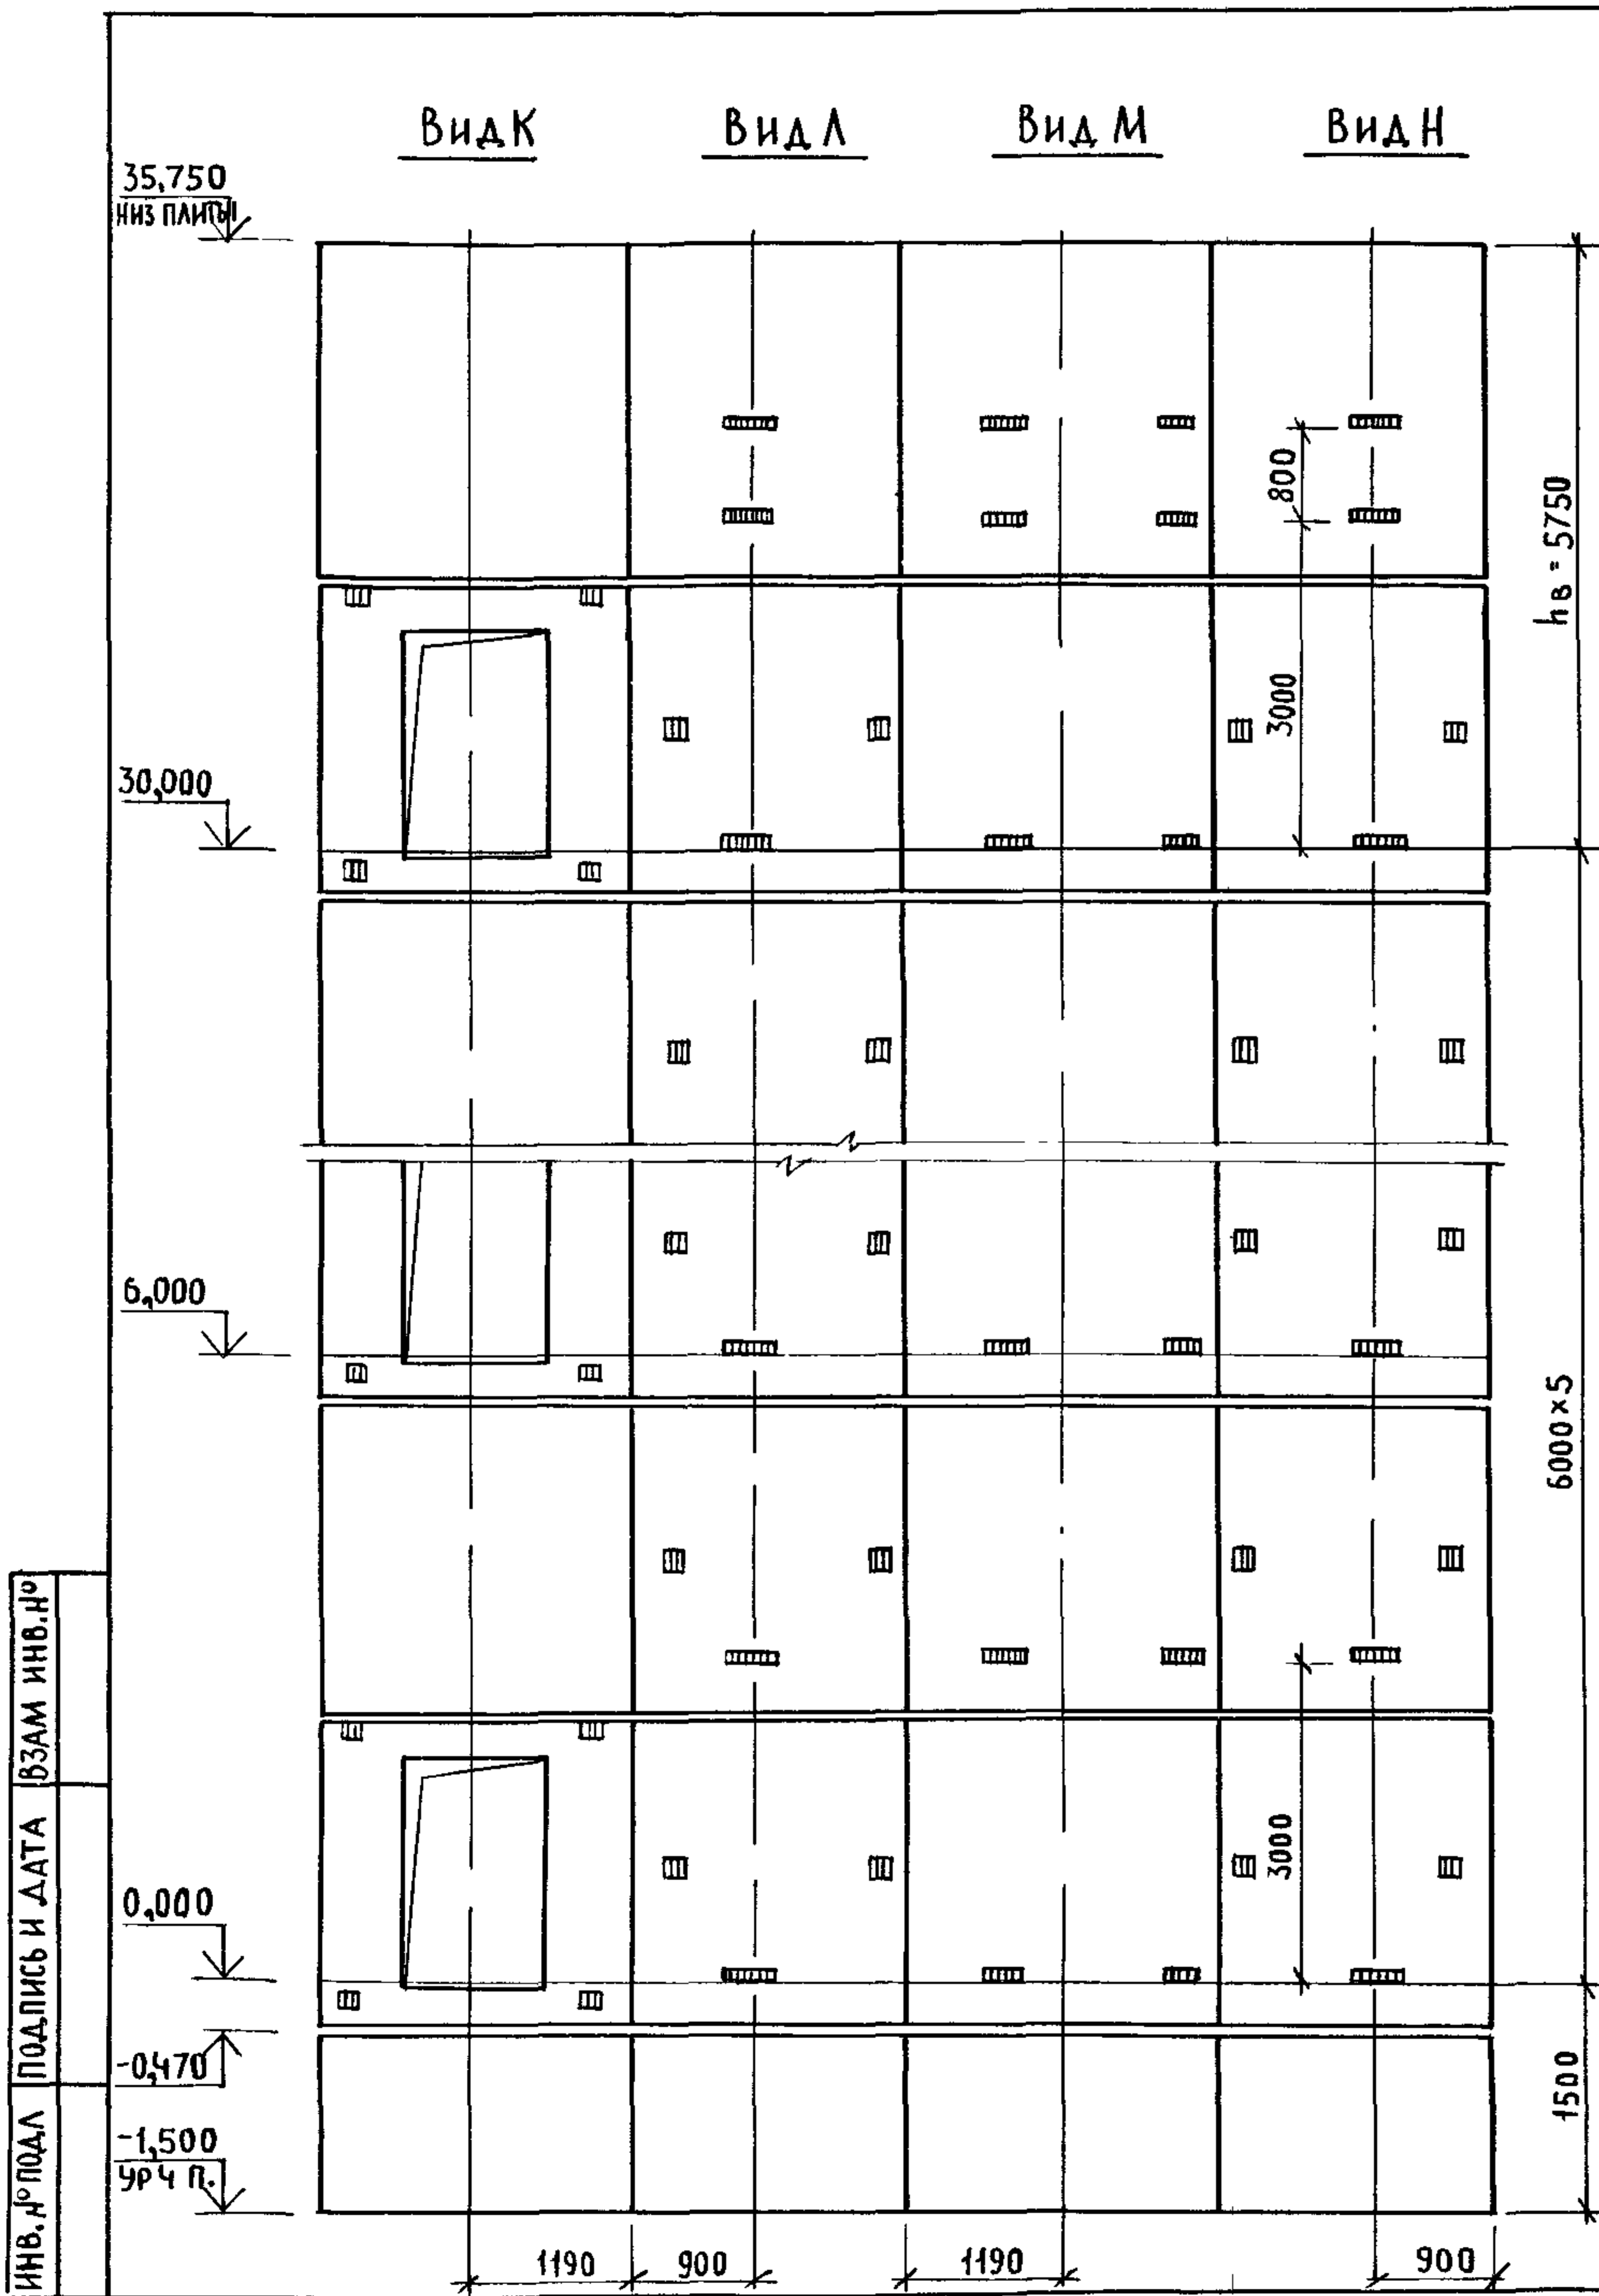 Вид К
Вид Л
Вид М
Вид Н
35,750
НИЗ ПЛИТЫ
800
hв = 5750
3000
30,000
6,000
6000 x 5
3000
0,000
-0,470
-1,500
УР Ч П.
1500
1190
900
1190
900
ВЗАМ ИНВ.№
ПОДПИСЬ И ДАТА
ИНВ.№ ПОДЛ